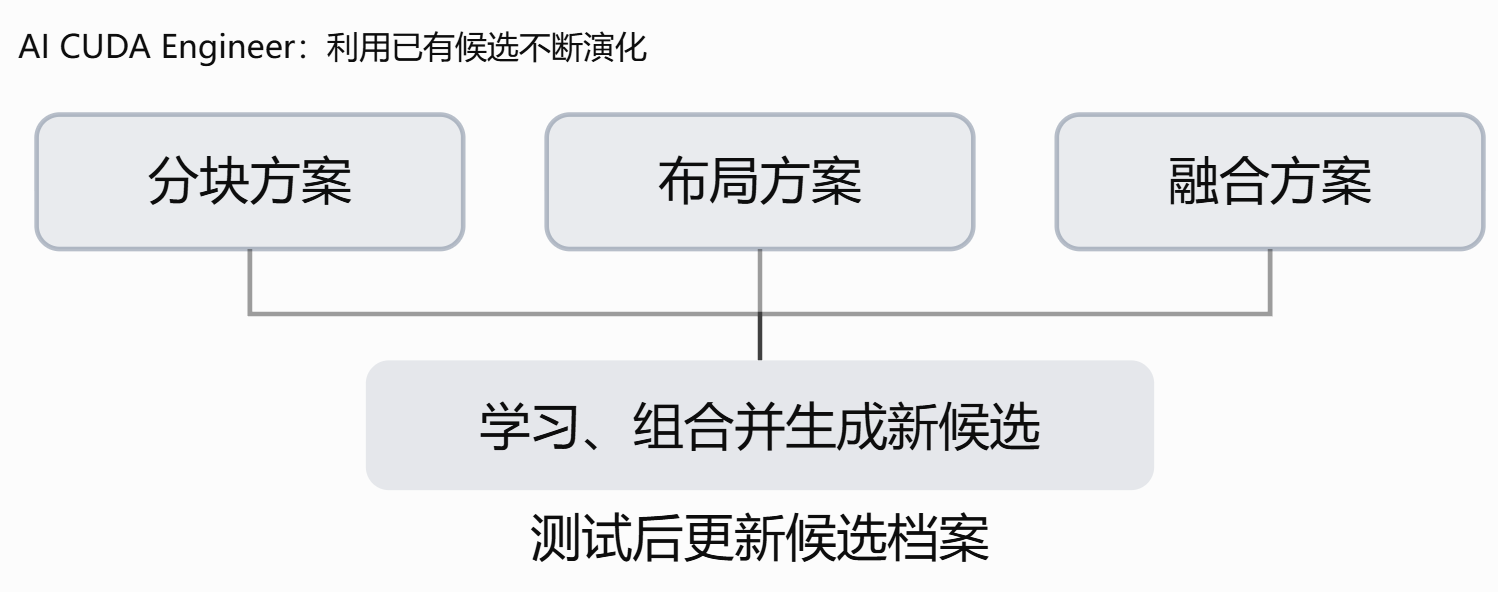 AI CUDA Engineer：利用已有候选不断演化
分块方案
布局方案
融合方案
学习、组合并生成新候选
测试后更新候选档案